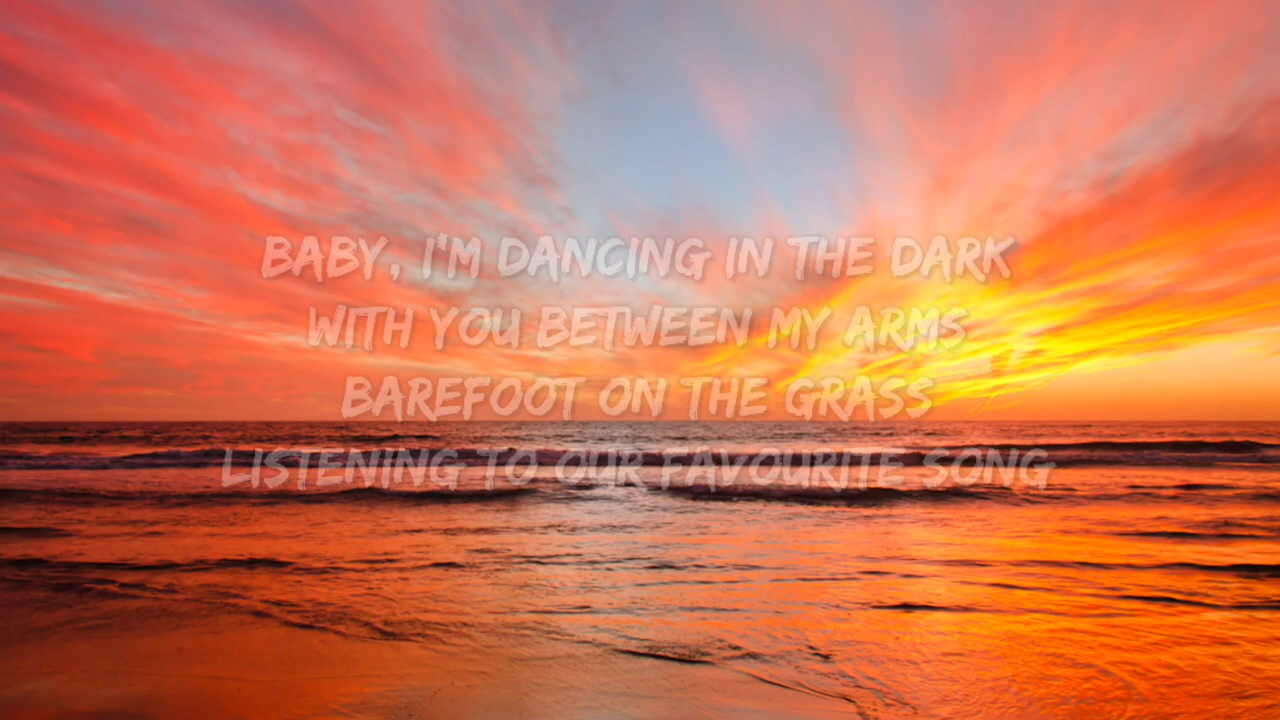 BABY, I'M DANCING IN THE DARK
WITH YOU BETWEEN MY ARMS
BAREFOOT ON THE GRASS
LISTENING TO OUR FAVOURITE SONG